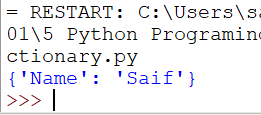 = RESTART: C:\Users\sa
01\5 Python Programing
ctionary.py
{'Name': 'Saif'}
>>>